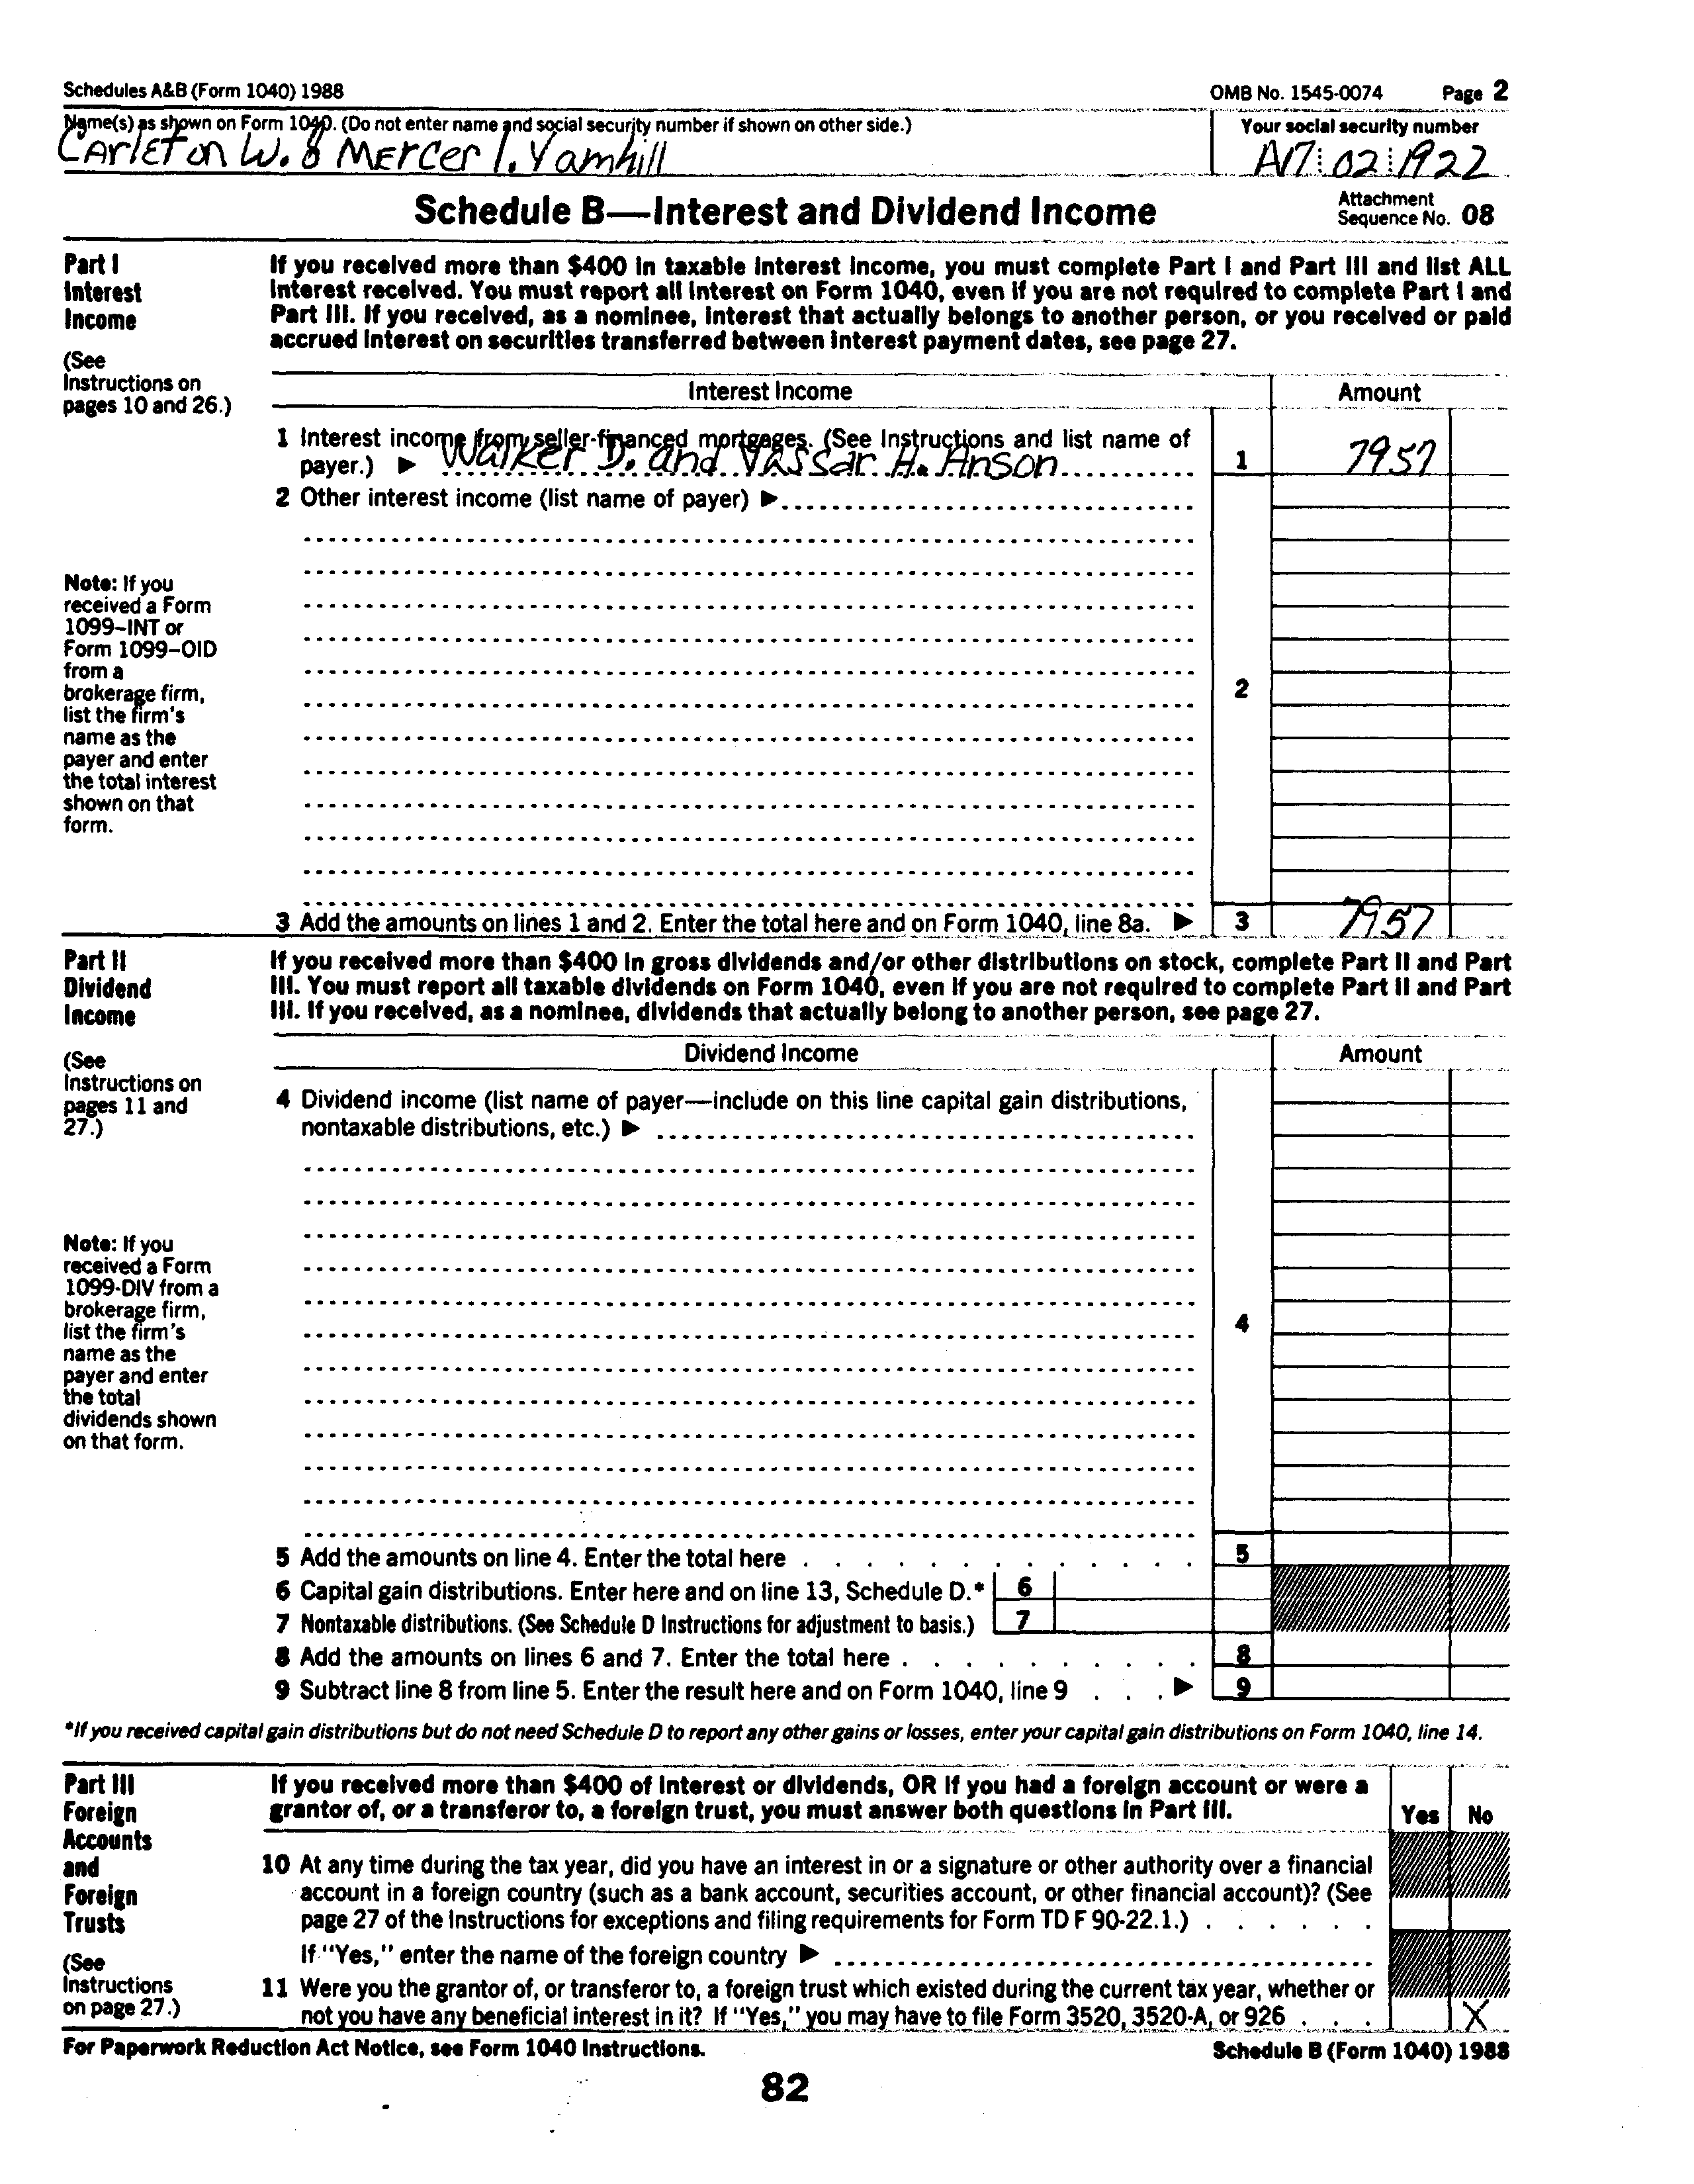 Schedules A&B (Form 1040) 1988 OMB No. 1545-0074 Page 2
Name(s) as shown on Form 1040. (Do not enter name and social security number if shown on other side.) Your social security number
Carleton W. & Mercer I. Yamhill A17 02 1922
Schedule B—Interest and Dividend Income Attachment Sequence No. 08
Part I
Interest
Income
(See
Instructions on
pages 10 and 26.)
If you received more than $400 in taxable interest income, you must complete Part I and Part III and list ALL
interest received. You must report all interest on Form 1040, even if you are not required to complete Part I and
Part III. If you received, as a nominee, interest that actually belongs to another person, or you received or paid
accrued interest on securities transferred between interest payment dates, see page 27.
Interest Income Amount
1 Interest income from seller-financed mortgages. (See Instructions and list name of
payer.) ▶ Walker D. and Vassar A. Anson 1 7957
2 Other interest income (list name of payer) ▶
Note: If you
received a Form
1099–INT or
Form 1099–OID
from a
brokerage firm,
list the firm's
name as the
payer and enter
the total interest
shown on that
form.
2
3 Add the amounts on lines 1 and 2. Enter the total here and on Form 1040, line 8a. ▶ 3 7957
Part II
Dividend
Income
(See
Instructions on
pages 11 and
27.)
If you received more than $400 in gross dividends and/or other distributions on stock, complete Part II and Part
III. You must report all taxable dividends on Form 1040, even if you are not required to complete Part II and Part
III. If you received, as a nominee, dividends that actually belong to another person, see page 27.
Dividend Income Amount
4 Dividend income (list name of payer—include on this line capital gain distributions,
nontaxable distributions, etc.) ▶
Note: If you
received a Form
1099-DIV from a
brokerage firm,
list the firm's
name as the
payer and enter
the total
dividends shown
on that form.
4
5 Add the amounts on line 4. Enter the total here . . . 5
6 Capital gain distributions. Enter here and on line 13, Schedule D.* 6
7 Nontaxable distributions. (See Schedule D Instructions for adjustment to basis.) 7
8 Add the amounts on lines 6 and 7. Enter the total here . . . 8
9 Subtract line 8 from line 5. Enter the result here and on Form 1040, line 9 . . . ▶ 9
*If you received capital gain distributions but do not need Schedule D to report any other gains or losses, enter your capital gain distributions on Form 1040, line 14.
Part III
Foreign
Accounts
and
Foreign
Trusts
(See
Instructions
on page 27.)
If you received more than $400 of interest or dividends, OR if you had a foreign account or were a
grantor of, or a transferor to, a foreign trust, you must answer both questions in Part III. Yes No
10 At any time during the tax year, did you have an interest in or a signature or other authority over a financial
account in a foreign country (such as a bank account, securities account, or other financial account)? (See
page 27 of the Instructions for exceptions and filing requirements for Form TD F 90-22.1.) . . . . . .
If "Yes," enter the name of the foreign country ▶
11 Were you the grantor of, or transferor to, a foreign trust which existed during the current tax year, whether or
not you have any beneficial interest in it? If "Yes," you may have to file Form 3520, 3520-A, or 926 . . . X
For Paperwork Reduction Act Notice, see Form 1040 Instructions. Schedule B (Form 1040) 1988
82